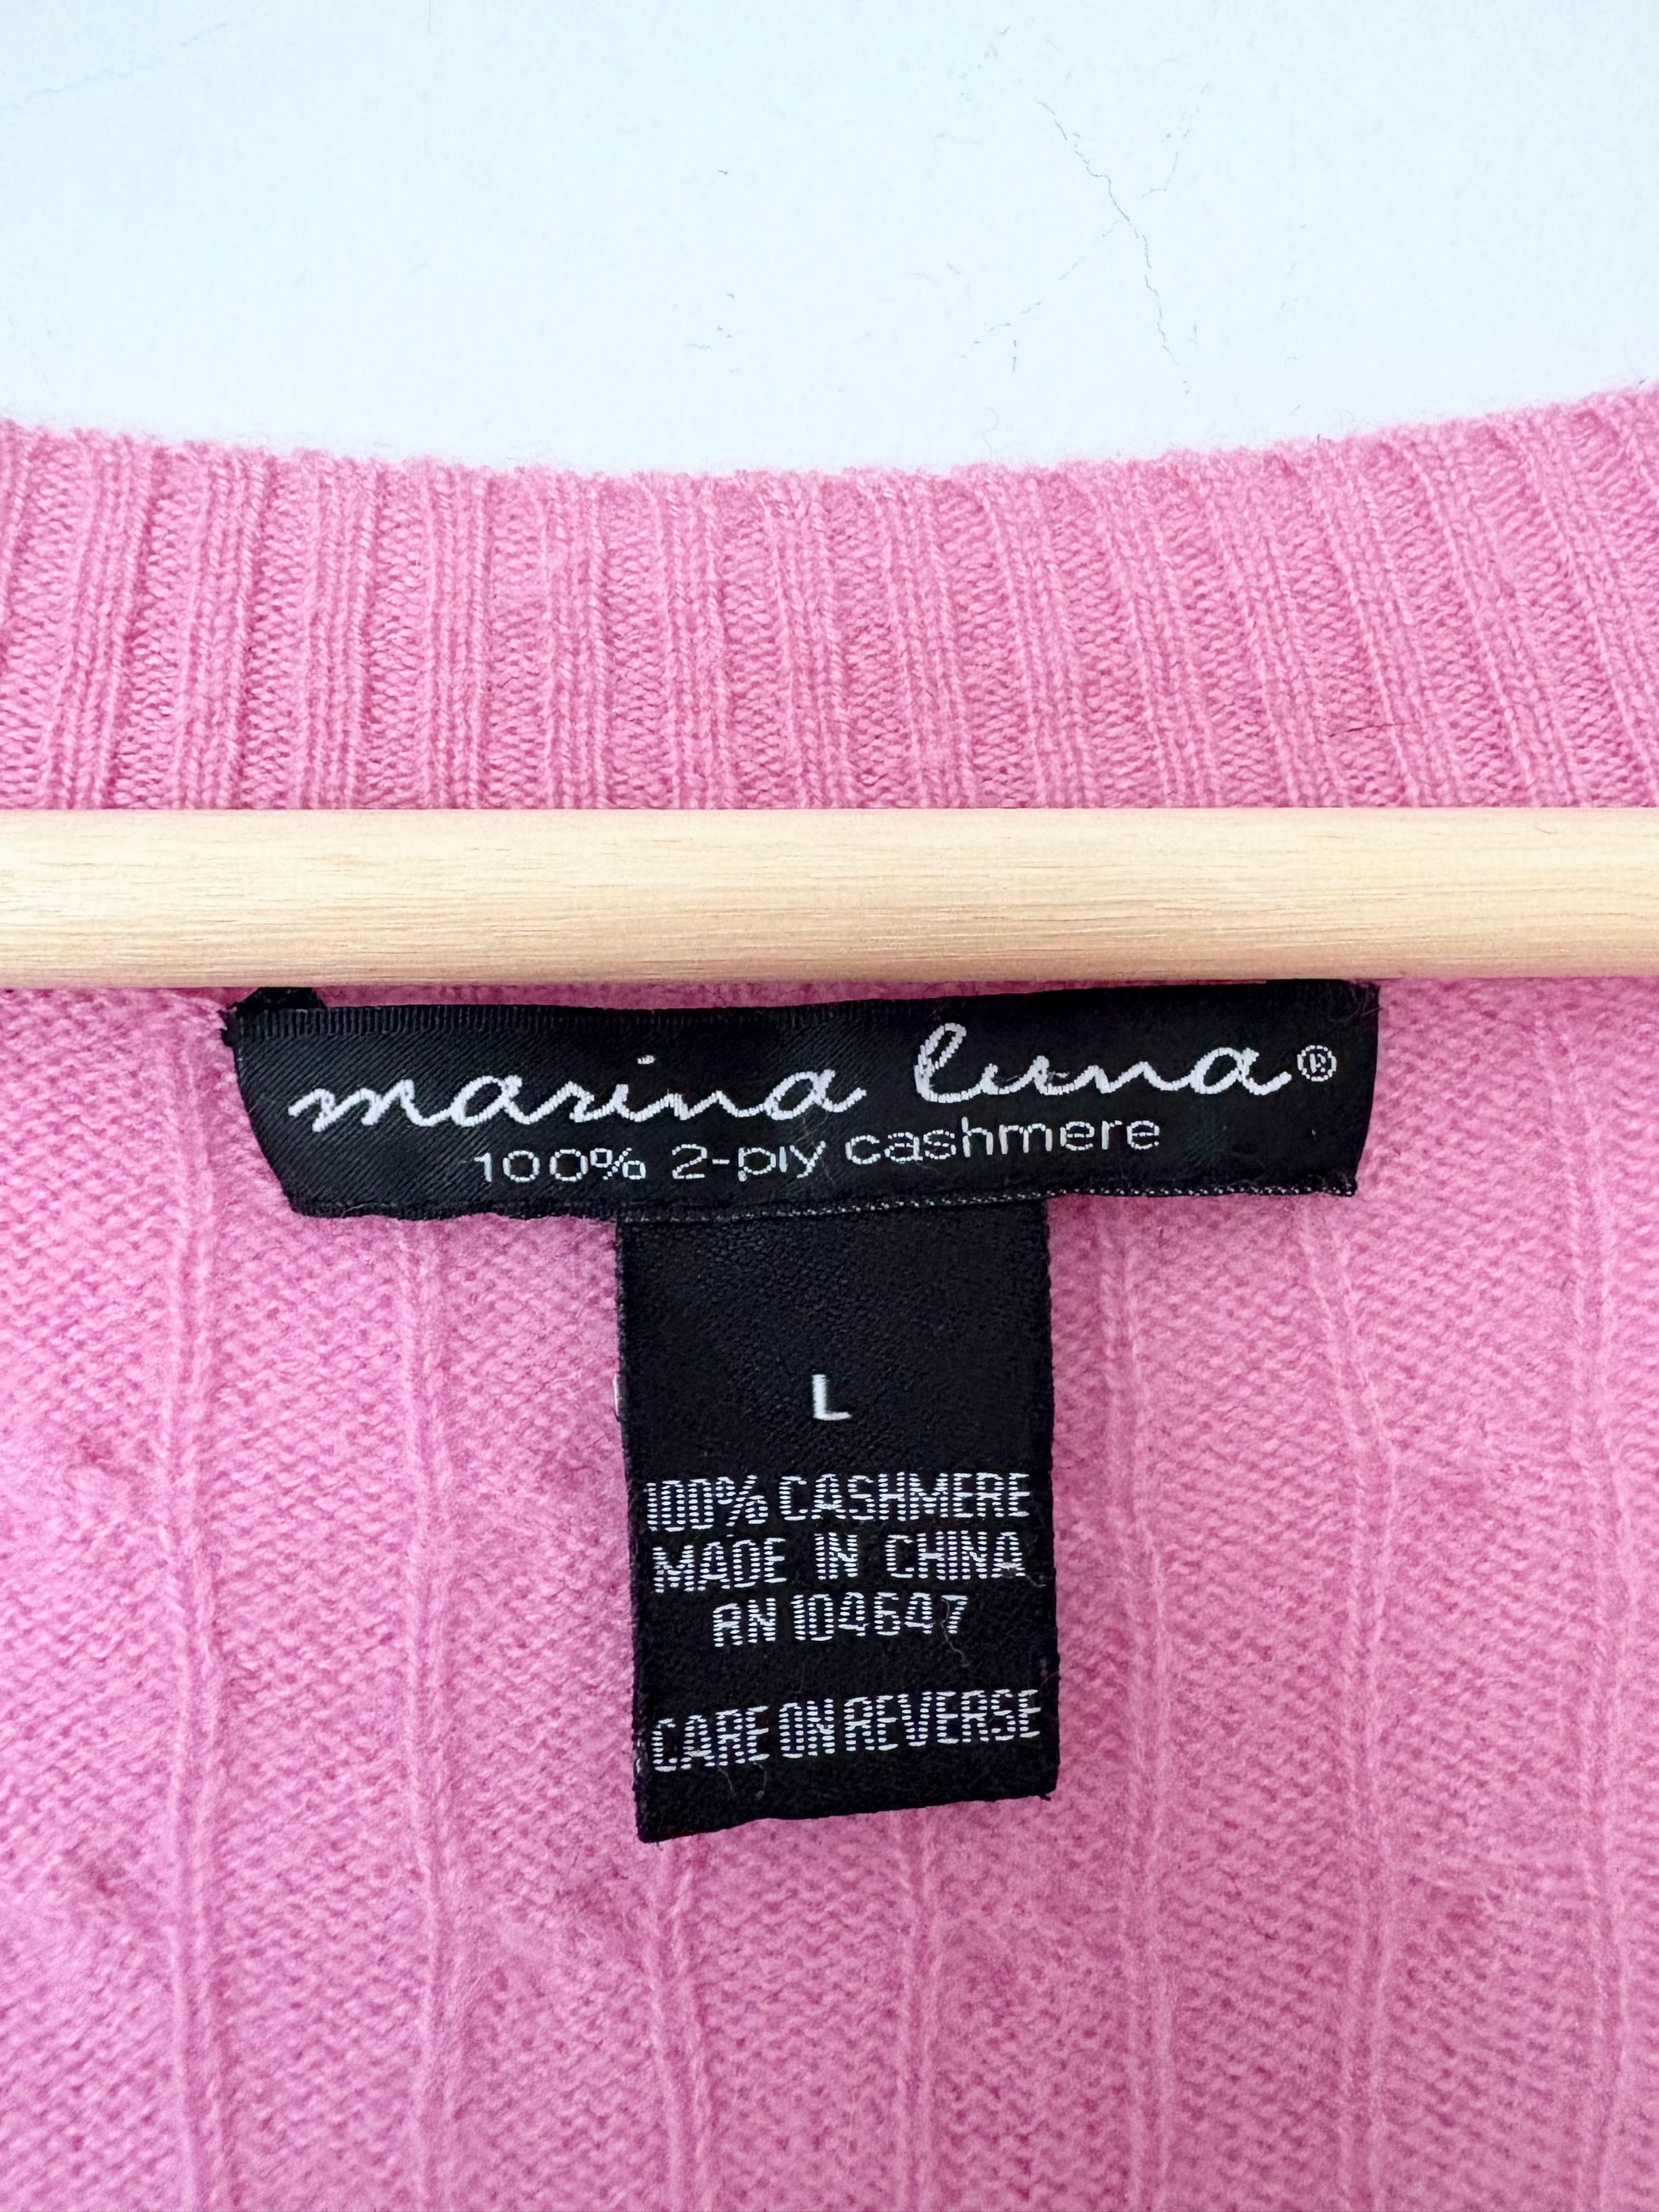 marina luna®
100% 2-ply cashmere
L
100% CASHMERE
MADE IN CHINA
RN 104647
CARE ON REVERSE